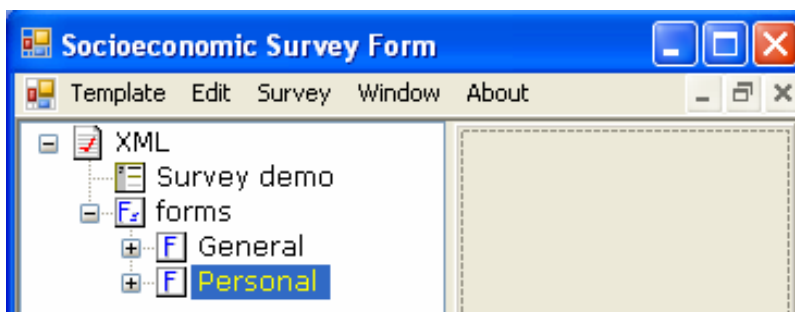 Socioeconomic Survey Form
Template Edit Survey Window About
XML
Survey demo
forms
General
Personal